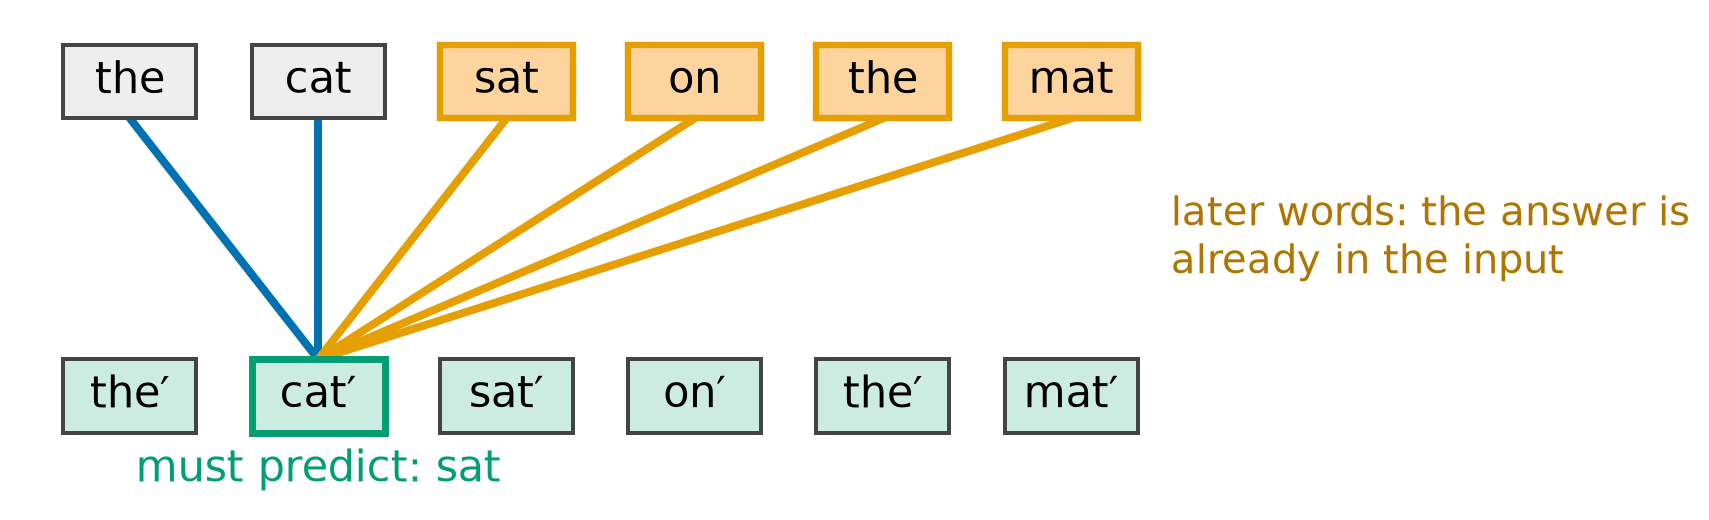 the cat sat on the mat
later words: the answer is
already in the input
the′ cat′ sat′ on′ the′ mat′
must predict: sat